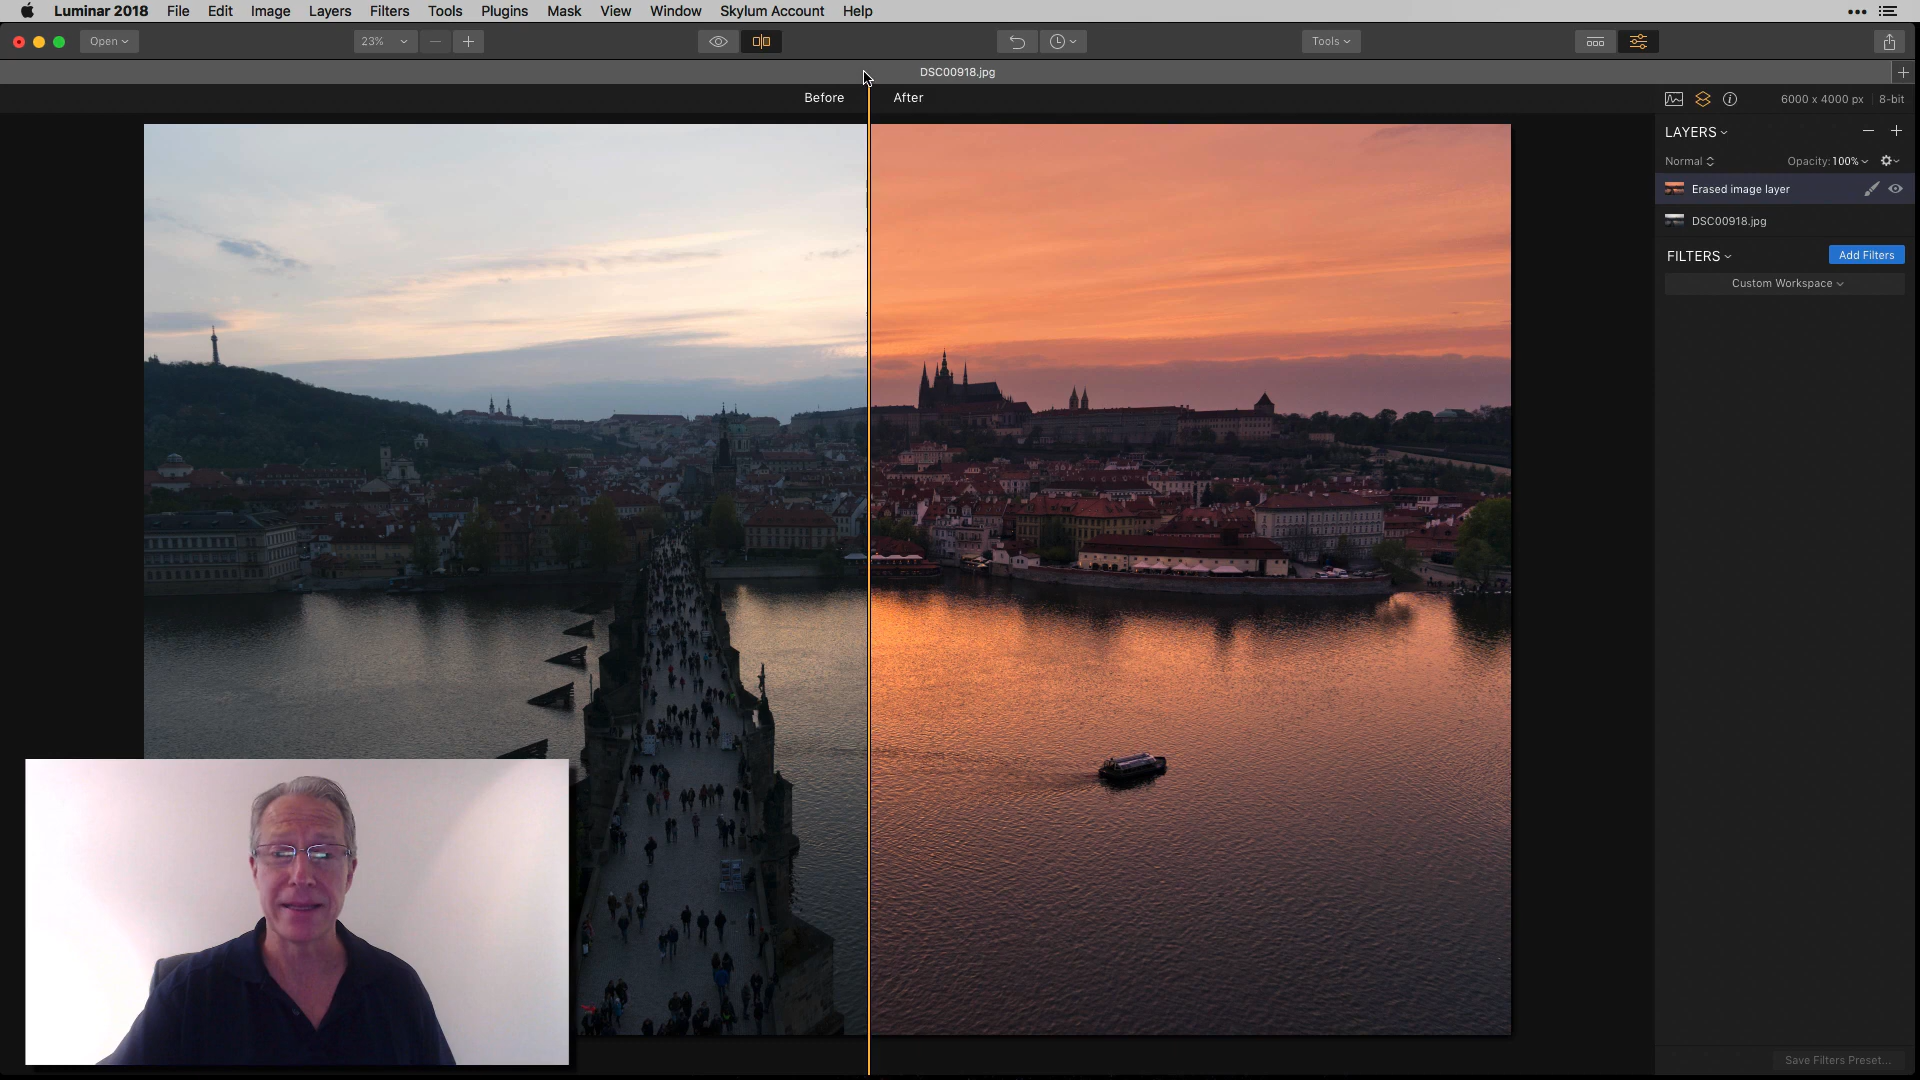 Luminar 2018 File Edit Image Layers Filters Tools Plugins Mask View Window Skylum Account Help
Open 23% Tools
DSC00918.jpg
Before After
6000 x 4000 px 8-bit
LAYERS
Normal Opacity: 100%
Erased image layer
DSC00918.jpg
FILTERS Add Filters
Custom Workspace
Save Filters Preset...